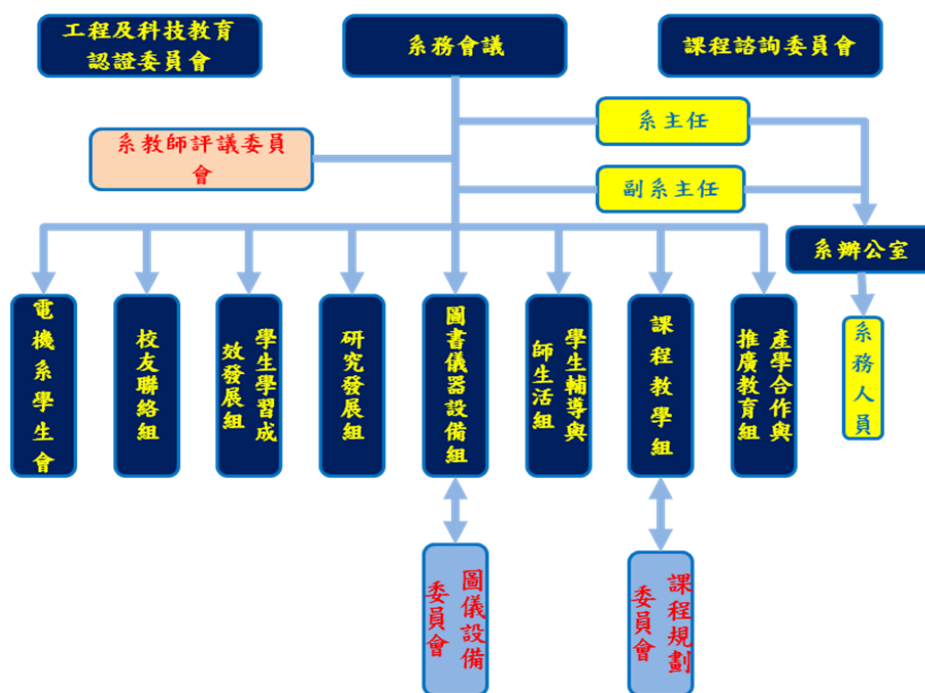 工程及科技教育
認證委員會
系務會議
課程諮詢委員會
系主任
系教師評議委員
會
副系主任
系辦公室
電機系學生會
校友聯絡組
學生學習成
效發展組
研究發展組
圖書儀器設備組
學生輔導與
師生活組
課程教學組
產學合作與
推廣教育組
系務人員
圖儀設備
委員會
課程規劃
委員會